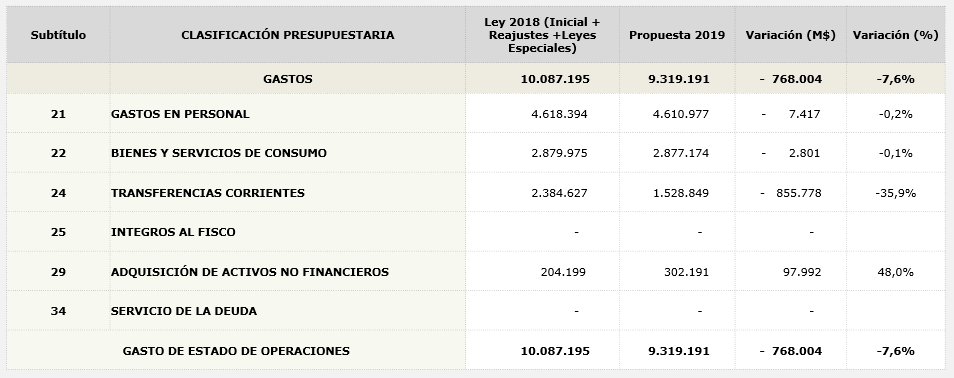 Subtítulo CLASIFICACIÓN PRESUPUESTARIA Ley 2018 (Inicial + Reajustes +Leyes Especiales) Propuesta 2019 Variación (M$) Variación (%)
GASTOS 10.087.195 9.319.191 - 768.004 -7,6%
21 GASTOS EN PERSONAL 4.618.394 4.610.977 - 7.417 -0,2%
22 BIENES Y SERVICIOS DE CONSUMO 2.879.975 2.877.174 - 2.801 -0,1%
24 TRANSFERENCIAS CORRIENTES 2.384.627 1.528.849 - 855.778 -35,9%
25 INTEGROS AL FISCO - - -
29 ADQUISICIÓN DE ACTIVOS NO FINANCIEROS 204.199 302.191 97.992 48,0%
34 SERVICIO DE LA DEUDA - - -
GASTO DE ESTADO DE OPERACIONES 10.087.195 9.319.191 - 768.004 -7,6%